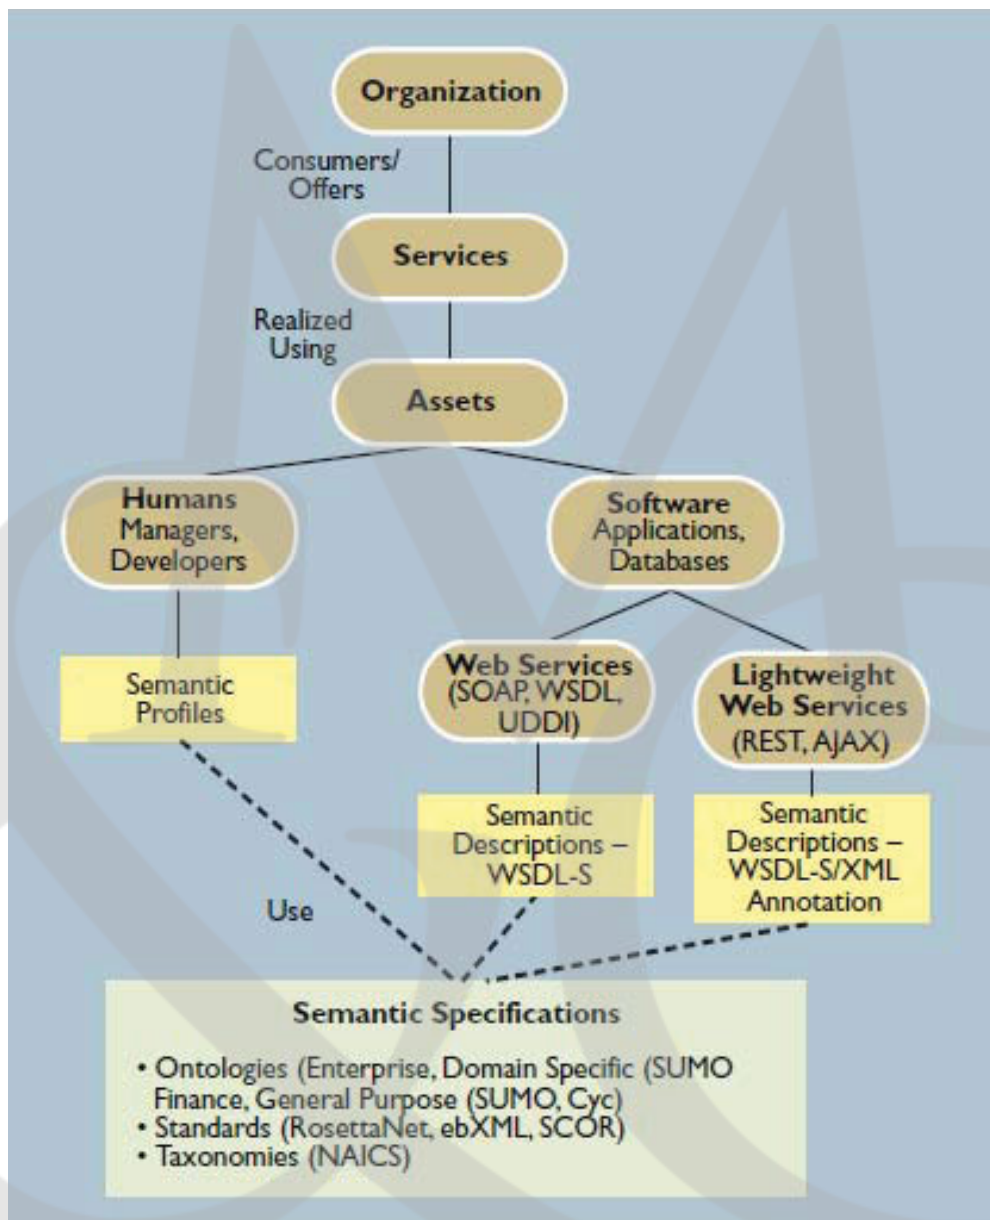 Organization
Consumers/
Offers
Services
Realized
Using
Assets
Humans
Managers,
Developers
Software
Applications,
Databases
Semantic
Profiles
Web Services
(SOAP, WSDL,
UDDI)
Lightweight
Web Services
(REST, AJAX)
Semantic
Descriptions –
WSDL-S
Semantic
Descriptions –
WSDL-S/XML
Annotation
Use
Semantic Specifications
• Ontologies (Enterprise, Domain Specific (SUMO
Finance, General Purpose (SUMO, Cyc)
• Standards (RosettaNet, ebXML, SCOR)
• Taxonomies (NAICS)